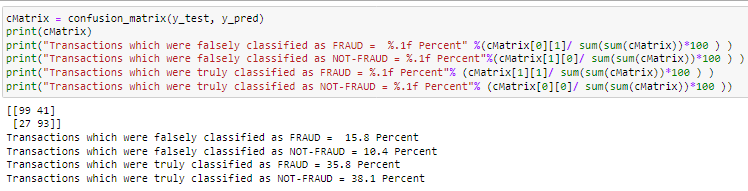 cMatrix = confusion_matrix(y_test, y_pred)
print(cMatrix)
print("Transactions which were falsely classified as FRAUD =  %.1f Percent" %(cMatrix[0][1]/ sum(sum(cMatrix))*100 ) )
print("Transactions which were falsely classified as NOT-FRAUD = %.1f Percent"%(cMatrix[1][0]/ sum(sum(cMatrix))*100 ) )
print("Transactions which were truly classified as FRAUD = %.1f Percent"% (cMatrix[1][1]/ sum(sum(cMatrix))*100 ) )
print("Transactions which were truly classified as NOT-FRAUD = %.1f Percent"% (cMatrix[0][0]/ sum(sum(cMatrix))*100 ))
[[99 41]
 [27 93]]
Transactions which were falsely classified as FRAUD =  15.8 Percent
Transactions which were falsely classified as NOT-FRAUD = 10.4 Percent
Transactions which were truly classified as FRAUD = 35.8 Percent
Transactions which were truly classified as NOT-FRAUD = 38.1 Percent